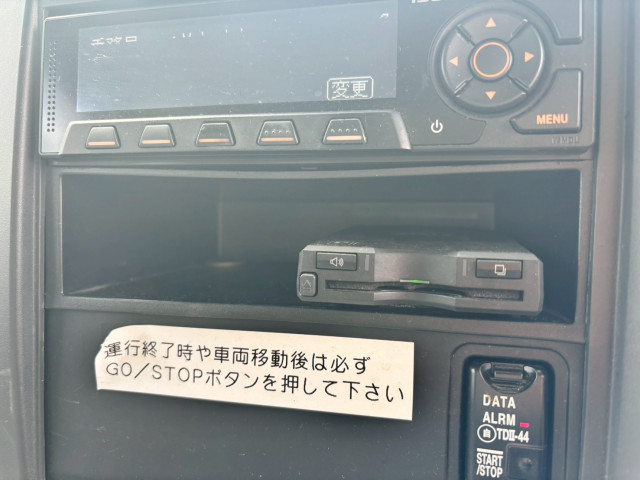 変更
MENU
運行終了時や車両移動後は必ず
GO/STOPボタンを押して下さい
DATA
ALRM
自 TDII-44
START
/STOP